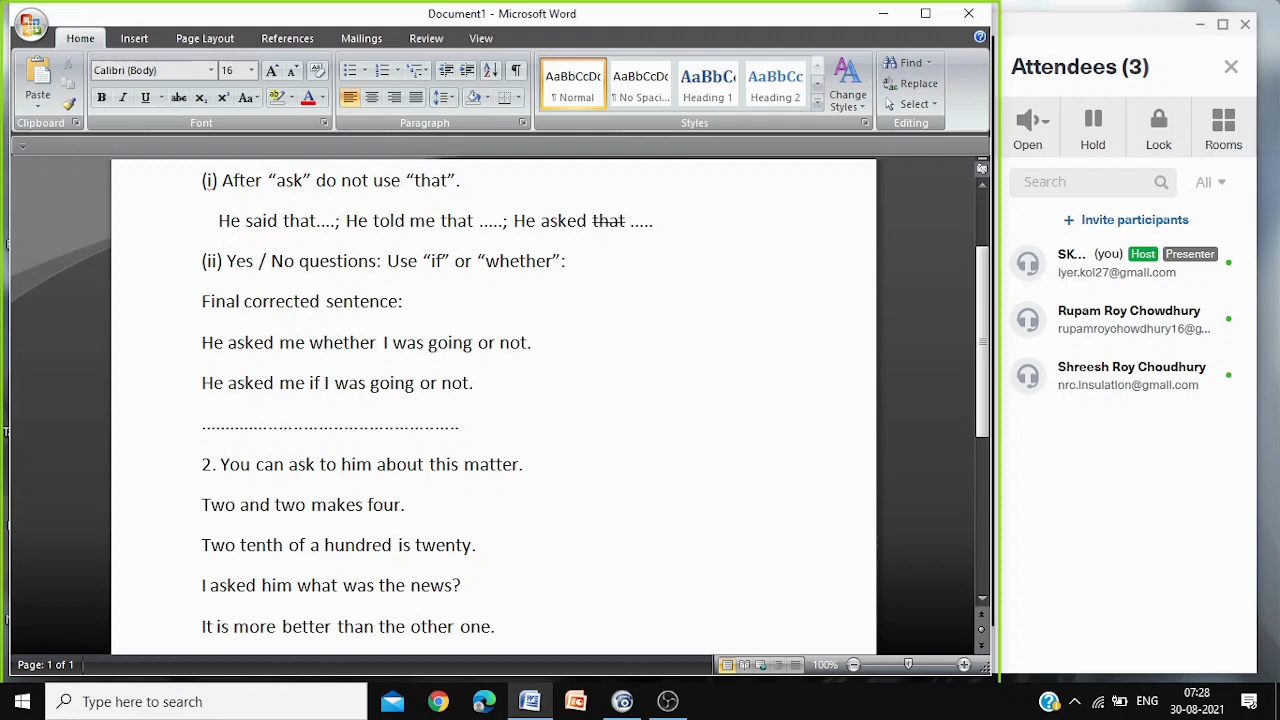 Document1 - Microsoft Word
Home Insert Page Layout References Mailings Review View
Paste
Clipboard
Calibri (Body) 16
Font
Paragraph
AaBbCcDc AaBbCcDc AaBbCc AaBbCc
¶ Normal ¶ No Spaci... Heading 1 Heading 2
Change Styles
Styles
Find
Replace
Select
Editing
(i) After “ask” do not use “that”.
He said that....; He told me that .....; He asked that .....
(ii) Yes / No questions: Use “if” or “whether”:
Final corrected sentence:
He asked me whether I was going or not.
He asked me if I was going or not.
......................................................
2. You can ask to him about this matter.
Two and two makes four.
Two tenth of a hundred is twenty.
I asked him what was the news?
It is more better than the other one.
Page: 1 of 1
100%
Attendees (3)
Open Hold Lock Rooms
Search All
+ Invite participants
SK... (you) Host Presenter
iyer.kol27@gmail.com
Rupam Roy Chowdhury
rupamroychowdhury16@g...
Shreesh Roy Choudhury
nrc.insulation@gmail.com
Type here to search
ENG
07:28
30-08-2021